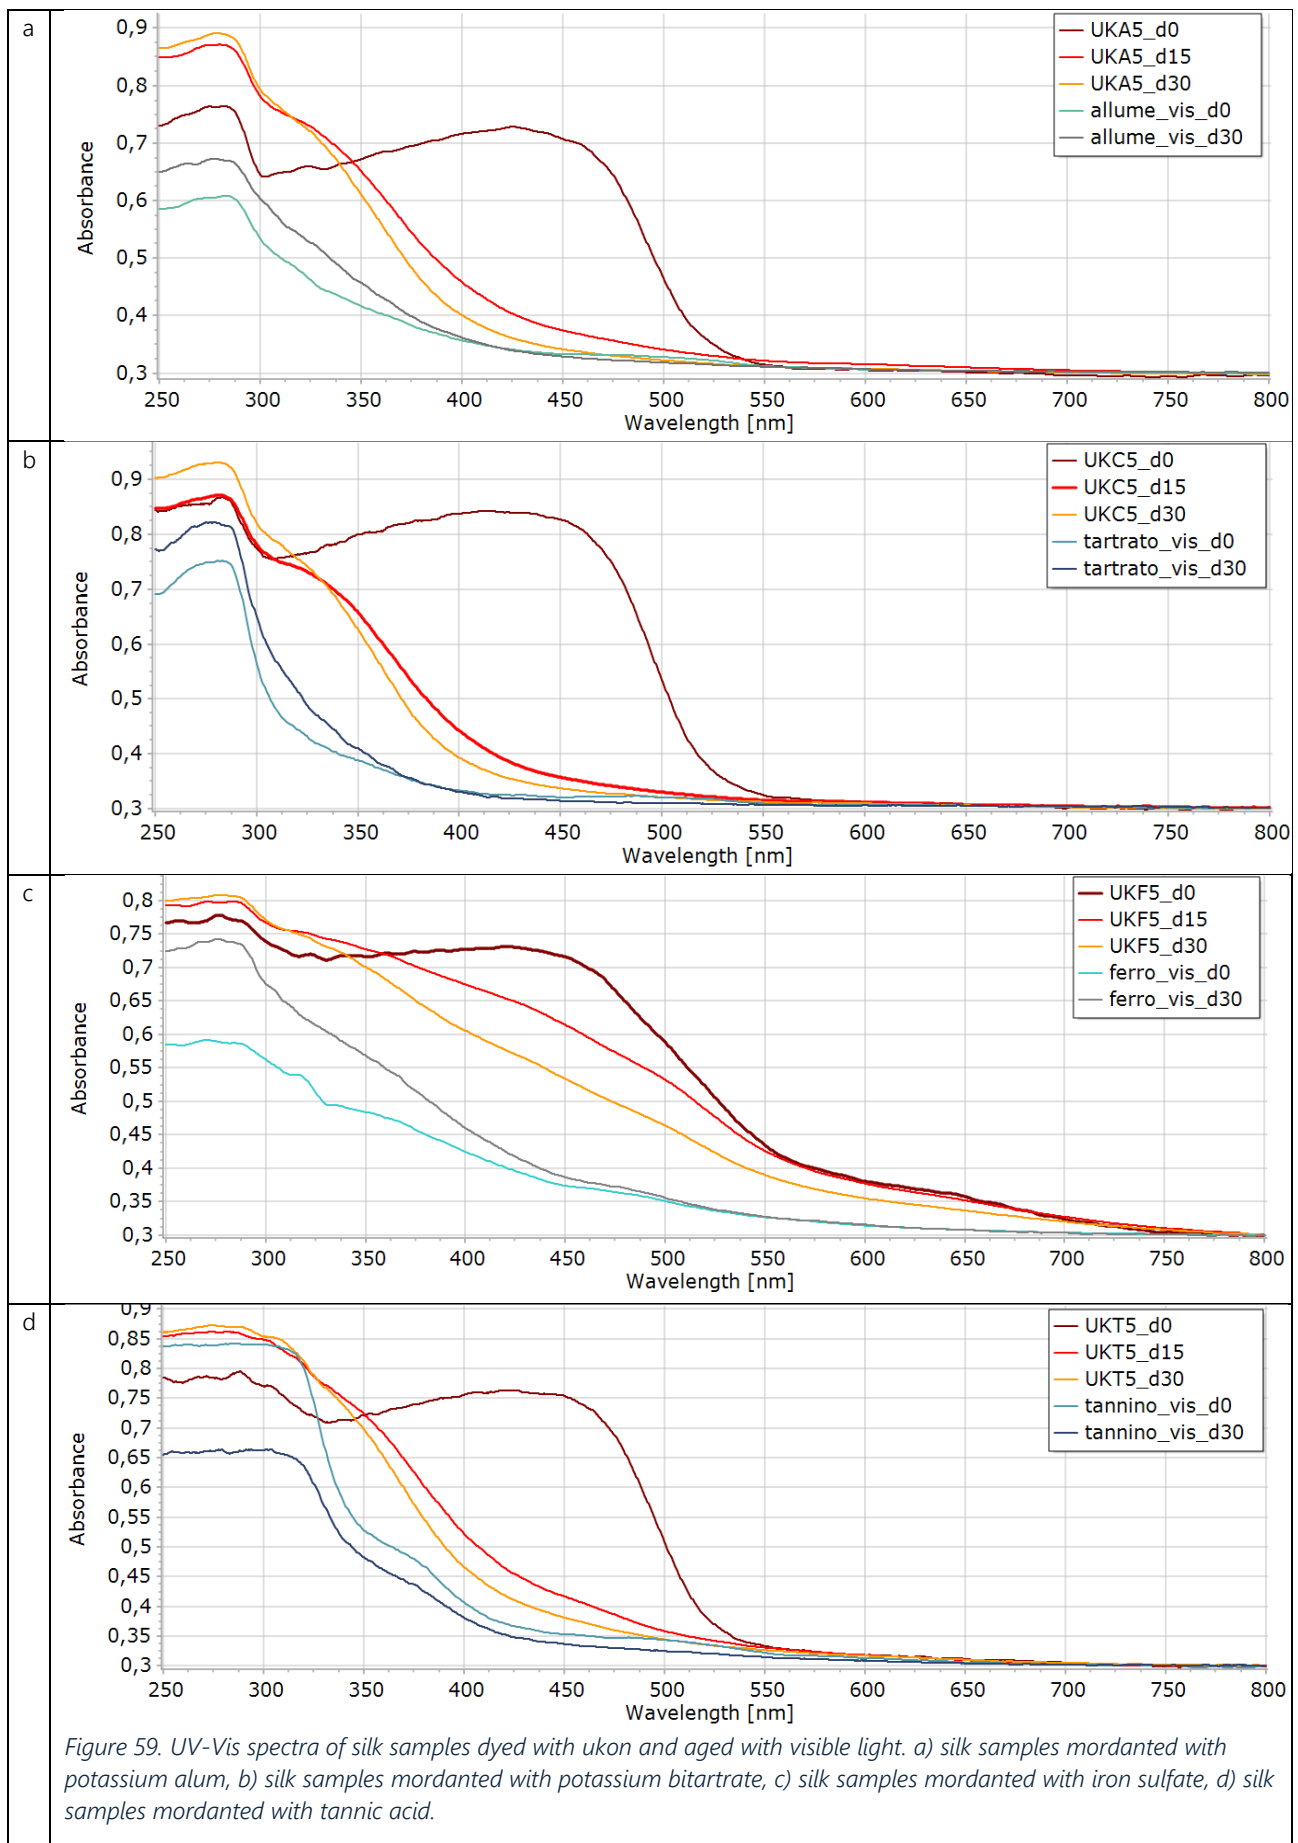 a
0,9
0,8
0,7
0,6
0,5
0,4
0,3
Absorbance
250 300 350 400 450 500 550 600 650 700 750 800
Wavelength [nm]
UKA5_d0
UKA5_d15
UKA5_d30
allume_vis_d0
allume_vis_d30
b
0,9
0,8
0,7
0,6
0,5
0,4
0,3
Absorbance
250 300 350 400 450 500 550 600 650 700 750 800
Wavelength [nm]
UKC5_d0
UKC5_d15
UKC5_d30
tartrato_vis_d0
tartrato_vis_d30
c
0,8
0,75
0,7
0,65
0,6
0,55
0,5
0,45
0,4
0,35
0,3
Absorbance
250 300 350 400 450 500 550 600 650 700 750 800
Wavelength [nm]
UKF5_d0
UKF5_d15
UKF5_d30
ferro_vis_d0
ferro_vis_d30
d
0,9
0,85
0,8
0,75
0,7
0,65
0,6
0,55
0,5
0,45
0,4
0,35
0,3
Absorbance
250 300 350 400 450 500 550 600 650 700 750 800
Wavelength [nm]
UKT5_d0
UKT5_d15
UKT5_d30
tannino_vis_d0
tannino_vis_d30
Figure 59. UV-Vis spectra of silk samples dyed with ukon and aged with visible light. a) silk samples mordanted with
potassium alum, b) silk samples mordanted with potassium bitartrate, c) silk samples mordanted with iron sulfate, d) silk
samples mordanted with tannic acid.